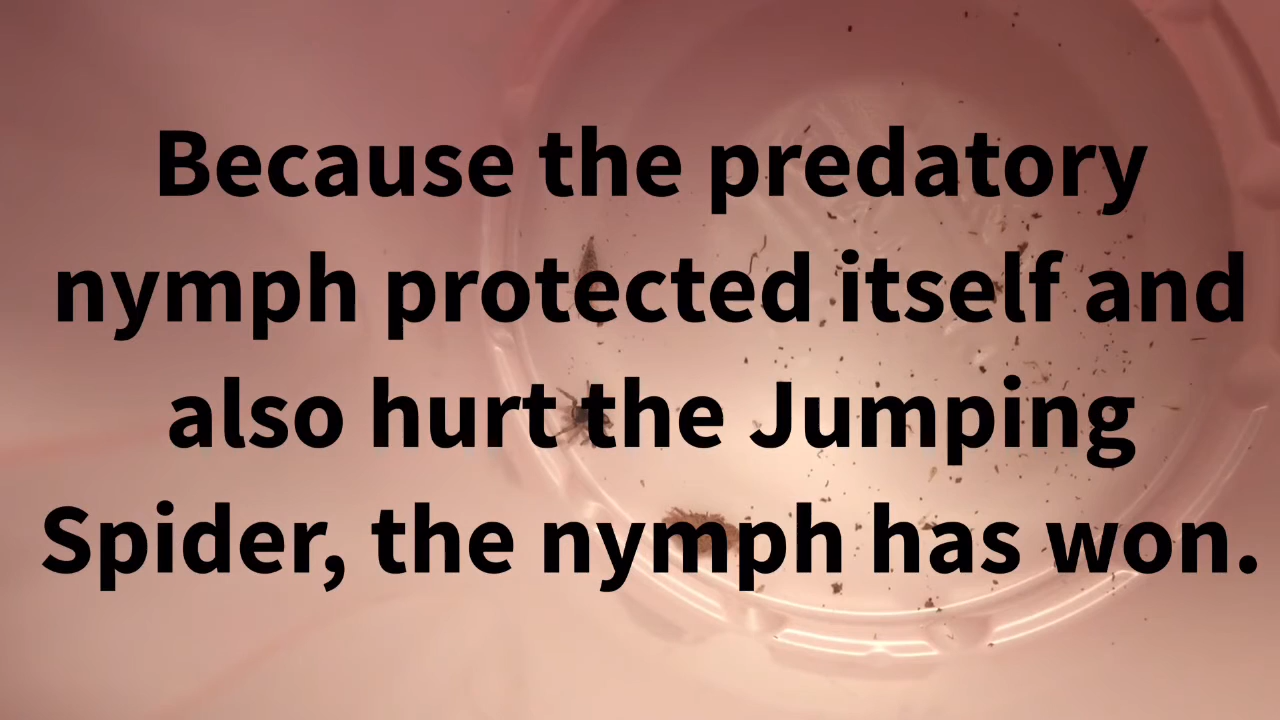 Because the predatory
nymph protected itself and
also hurt the Jumping
Spider, the nymph has won.